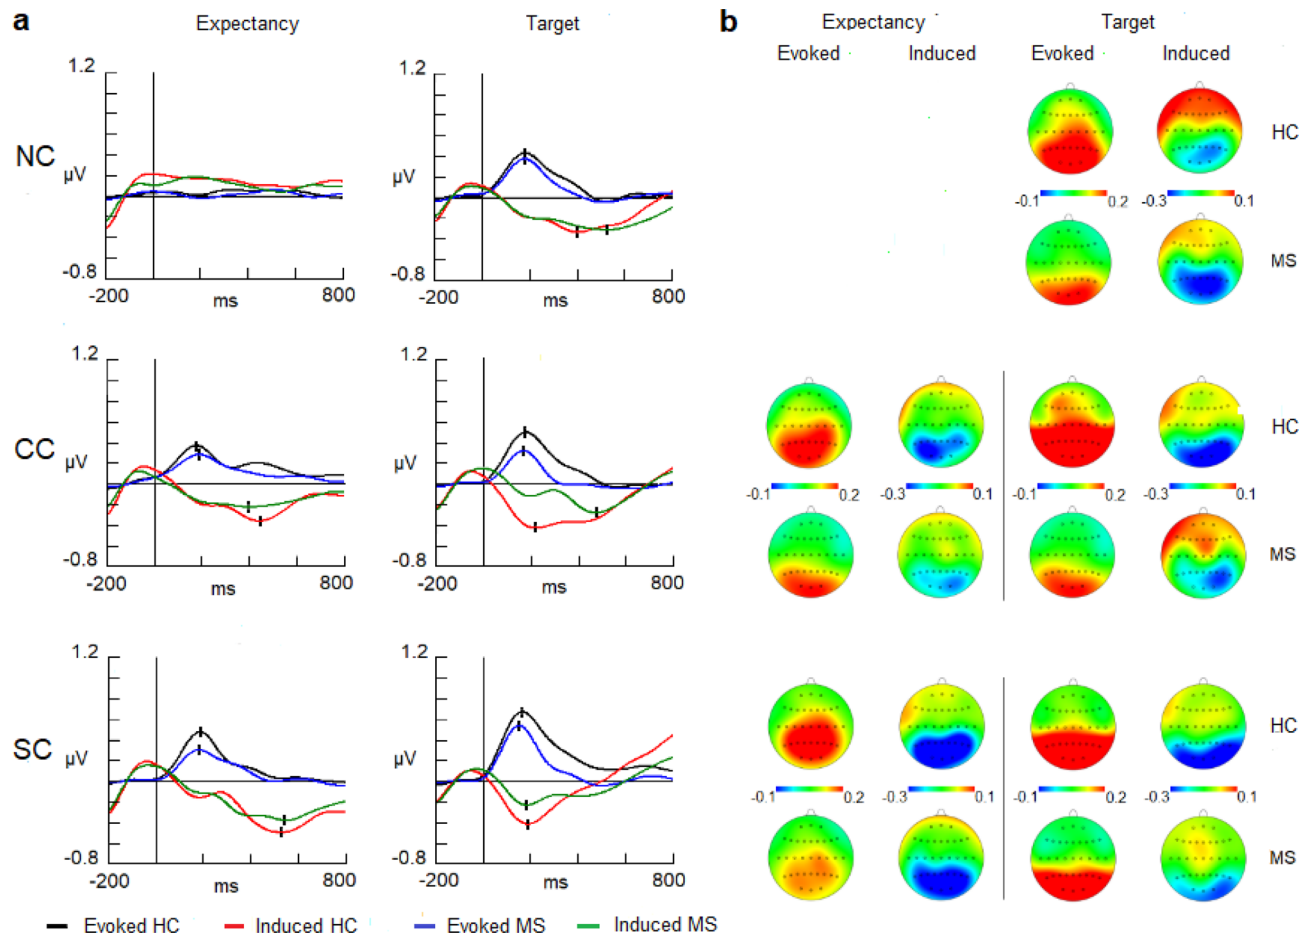 a Expectancy Target b Expectancy Target
Evoked Induced Evoked Induced
1.2 1.2
NC µV µV HC
-0.1 0.2 -0.3 0.1
-0.8 -0.8 MS
-200 ms 800 -200 ms 800
1.2 1.2
CC µV µV HC
-0.1 0.2 -0.3 0.1 -0.1 0.2 -0.3 0.1
-0.8 -0.8 MS
-200 ms 800 -200 ms 800
1.2 1.2
SC µV µV HC
-0.1 0.2 -0.3 0.1 -0.1 0.2 -0.3 0.1
-0.8 -0.8 MS
-200 ms 800 -200 ms 800
Evoked HC Induced HC Evoked MS Induced MS